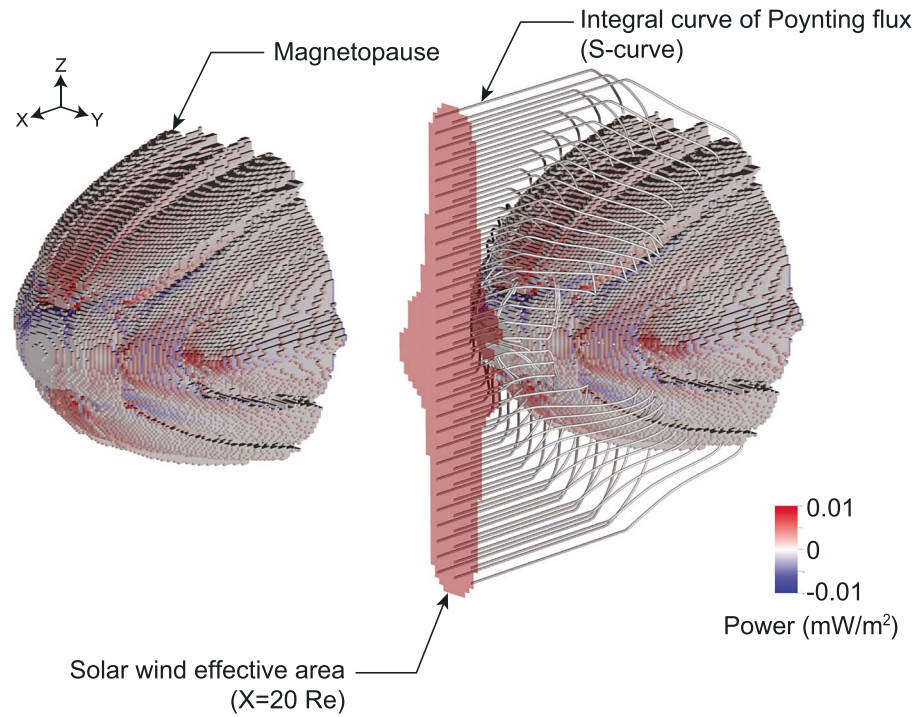 Integral curve of Poynting flux
(S-curve)
Magnetopause
Z
X
Y
0.01
0
-0.01
Power (mW/m²)
Solar wind effective area
(X=20 Re)